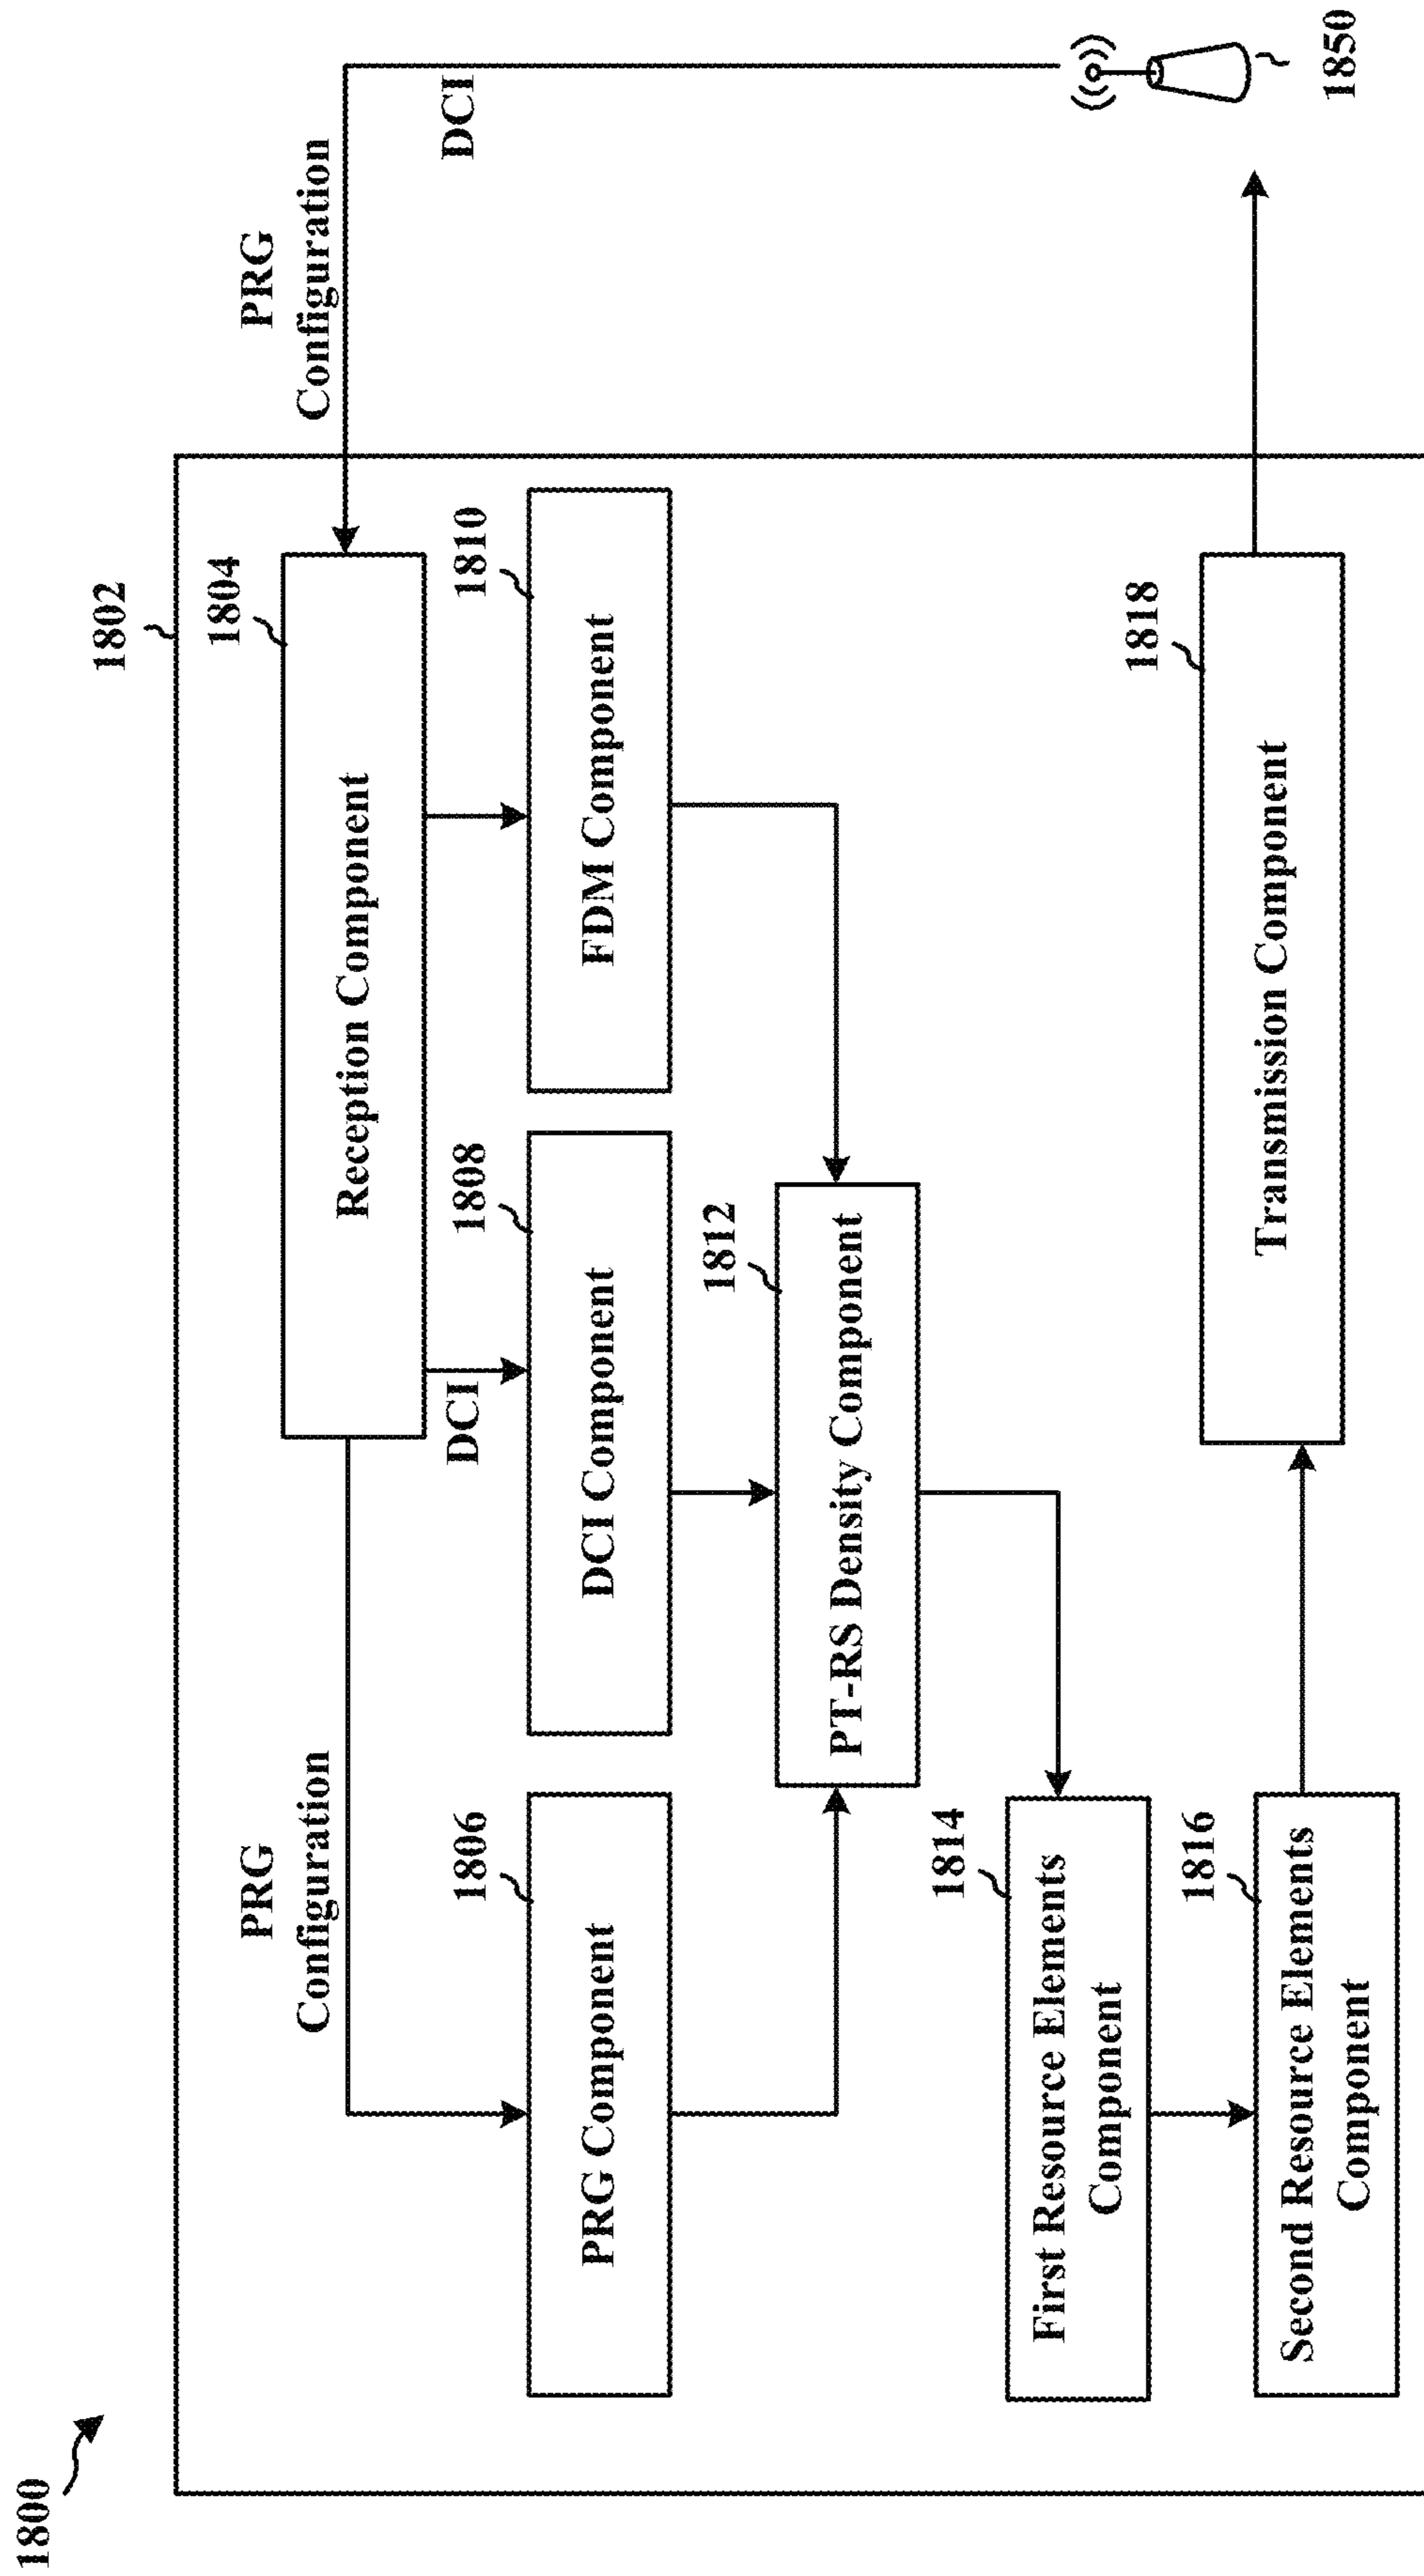 1800
1802
PRG
Configuration
PRG
Configuration
1804
Reception Component
DCI
DCI
1806
PRG Component
1808
DCI Component
1810
FDM Component
1812
PT-RS Density Component
1814
First Resource Elements
Component
1816
Second Resource Elements
Component
1818
Transmission Component
1850